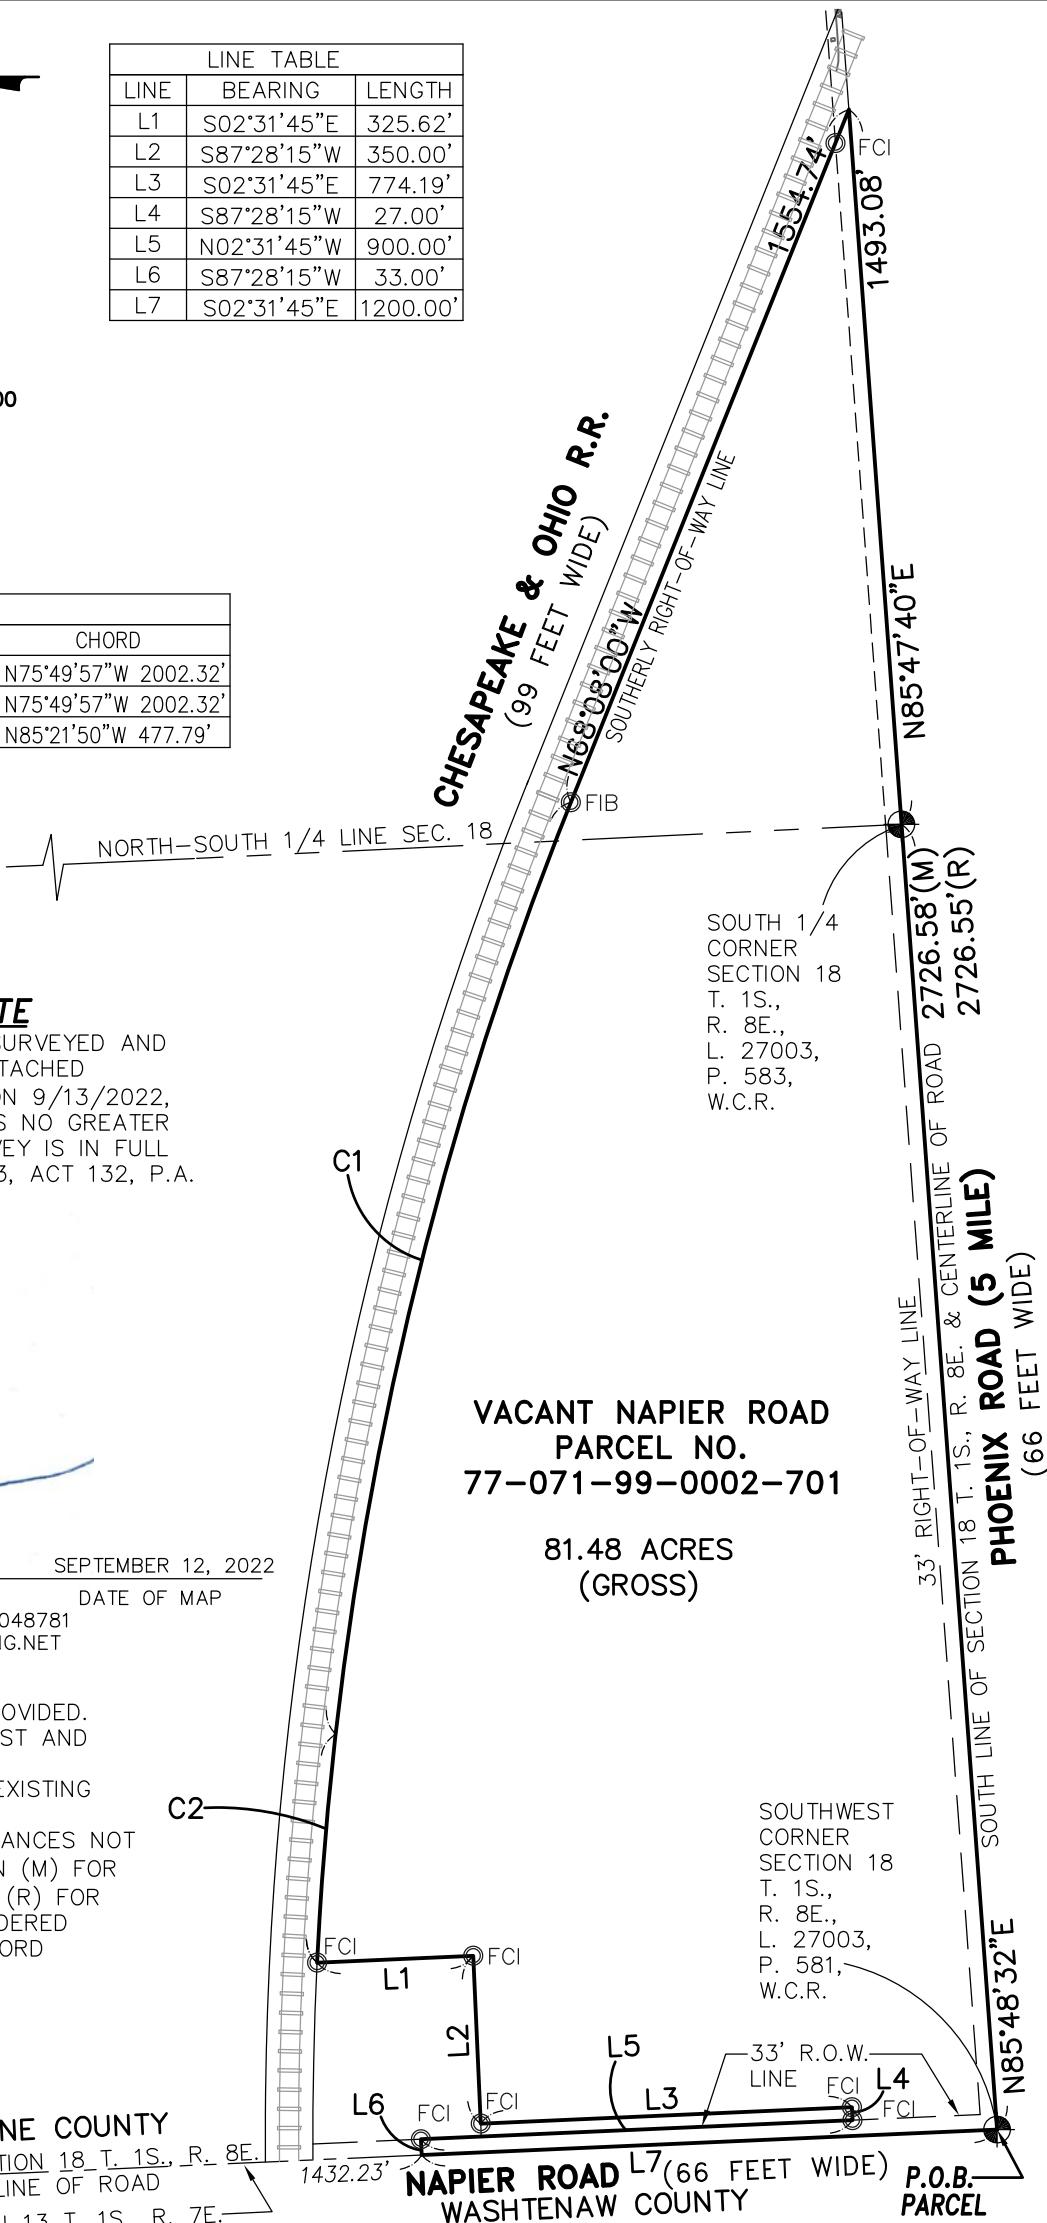 LINE TABLE
LINE BEARING LENGTH
L1 S02°31'45"E 325.62'
L2 S87°28'15"W 350.00'
L3 S02°31'45"E 774.19'
L4 S87°28'15"W 27.00'
L5 N02°31'45"W 900.00'
L6 S87°28'15"W 33.00'
L7 S02°31'45"E 1200.00'
FCI
1554.74'
1493.08'
00
CHESAPEAKE & OHIO R.R.
(99 FEET WIDE)
SOUTHERLY RIGHT-OF-WAY LINE
N68°08'00"W
N85°47'40"E
CHORD
N75°49'57"W 2002.32'
N75°49'57"W 2002.32'
N85°21'50"W 477.79'
FIB
NORTH-SOUTH 1/4 LINE SEC. 18
2726.58'(M)
2726.55'(R)
SOUTH 1/4
CORNER
SECTION 18
T. 1S.,
R. 8E.,
L. 27003,
P. 583,
W.C.R.
TE
SURVEYED AND
TACHED
ON 9/13/2022,
S NO GREATER
VEY IS IN FULL
3, ACT 132, P.A.
C1
33' RIGHT-OF-WAY LINE
SOUTH LINE OF SECTION 18 T. 1S., R. 8E. & CENTERLINE OF ROAD
PHOENIX ROAD (5 MILE)
(66 FEET WIDE)
VACANT NAPIER ROAD
PARCEL NO.
77-071-99-0002-701
81.48 ACRES
(GROSS)
SEPTEMBER 12, 2022
DATE OF MAP
048781
IG.NET
OVIDED.
ST AND
EXISTING
ANCES NOT
N (M) FOR
(R) FOR
DERED
ORD
C2
SOUTHWEST
CORNER
SECTION 18
T. 1S.,
R. 8E.,
L. 27003,
P. 581,
W.C.R.
N85°48'32"E
FCI
L1
FCI
L2
L5
33' R.O.W.
LINE
L3
FCI
L4
FCI
L6
FCI
FCI
NE COUNTY
TION 18 T. 1S., R. 8E.
LINE OF ROAD
N 13 T. 1S., R. 7E.
1432.23'
L7
NAPIER ROAD (66 FEET WIDE)
WASHTENAW COUNTY
P.O.B.
PARCEL